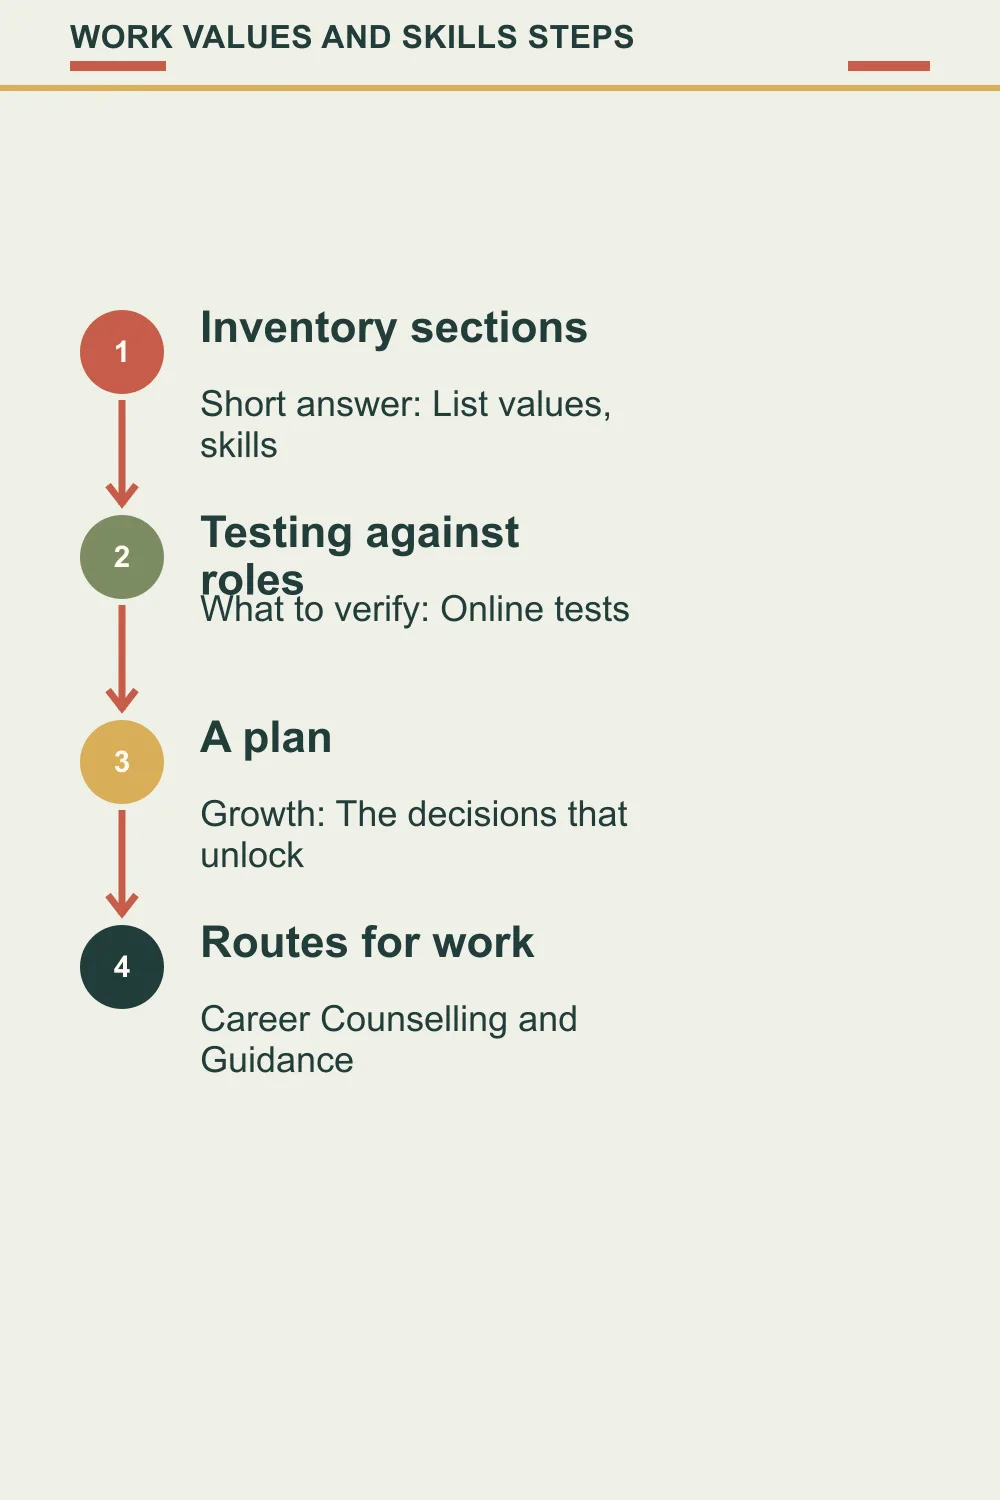 WORK VALUES AND SKILLS STEPS
1
Inventory sections
Short answer: List values,
skills
2
Testing against
roles
What to verify: Online tests
3
A plan
Growth: The decisions that
unlock
4
Routes for work
Career Counselling and
Guidance